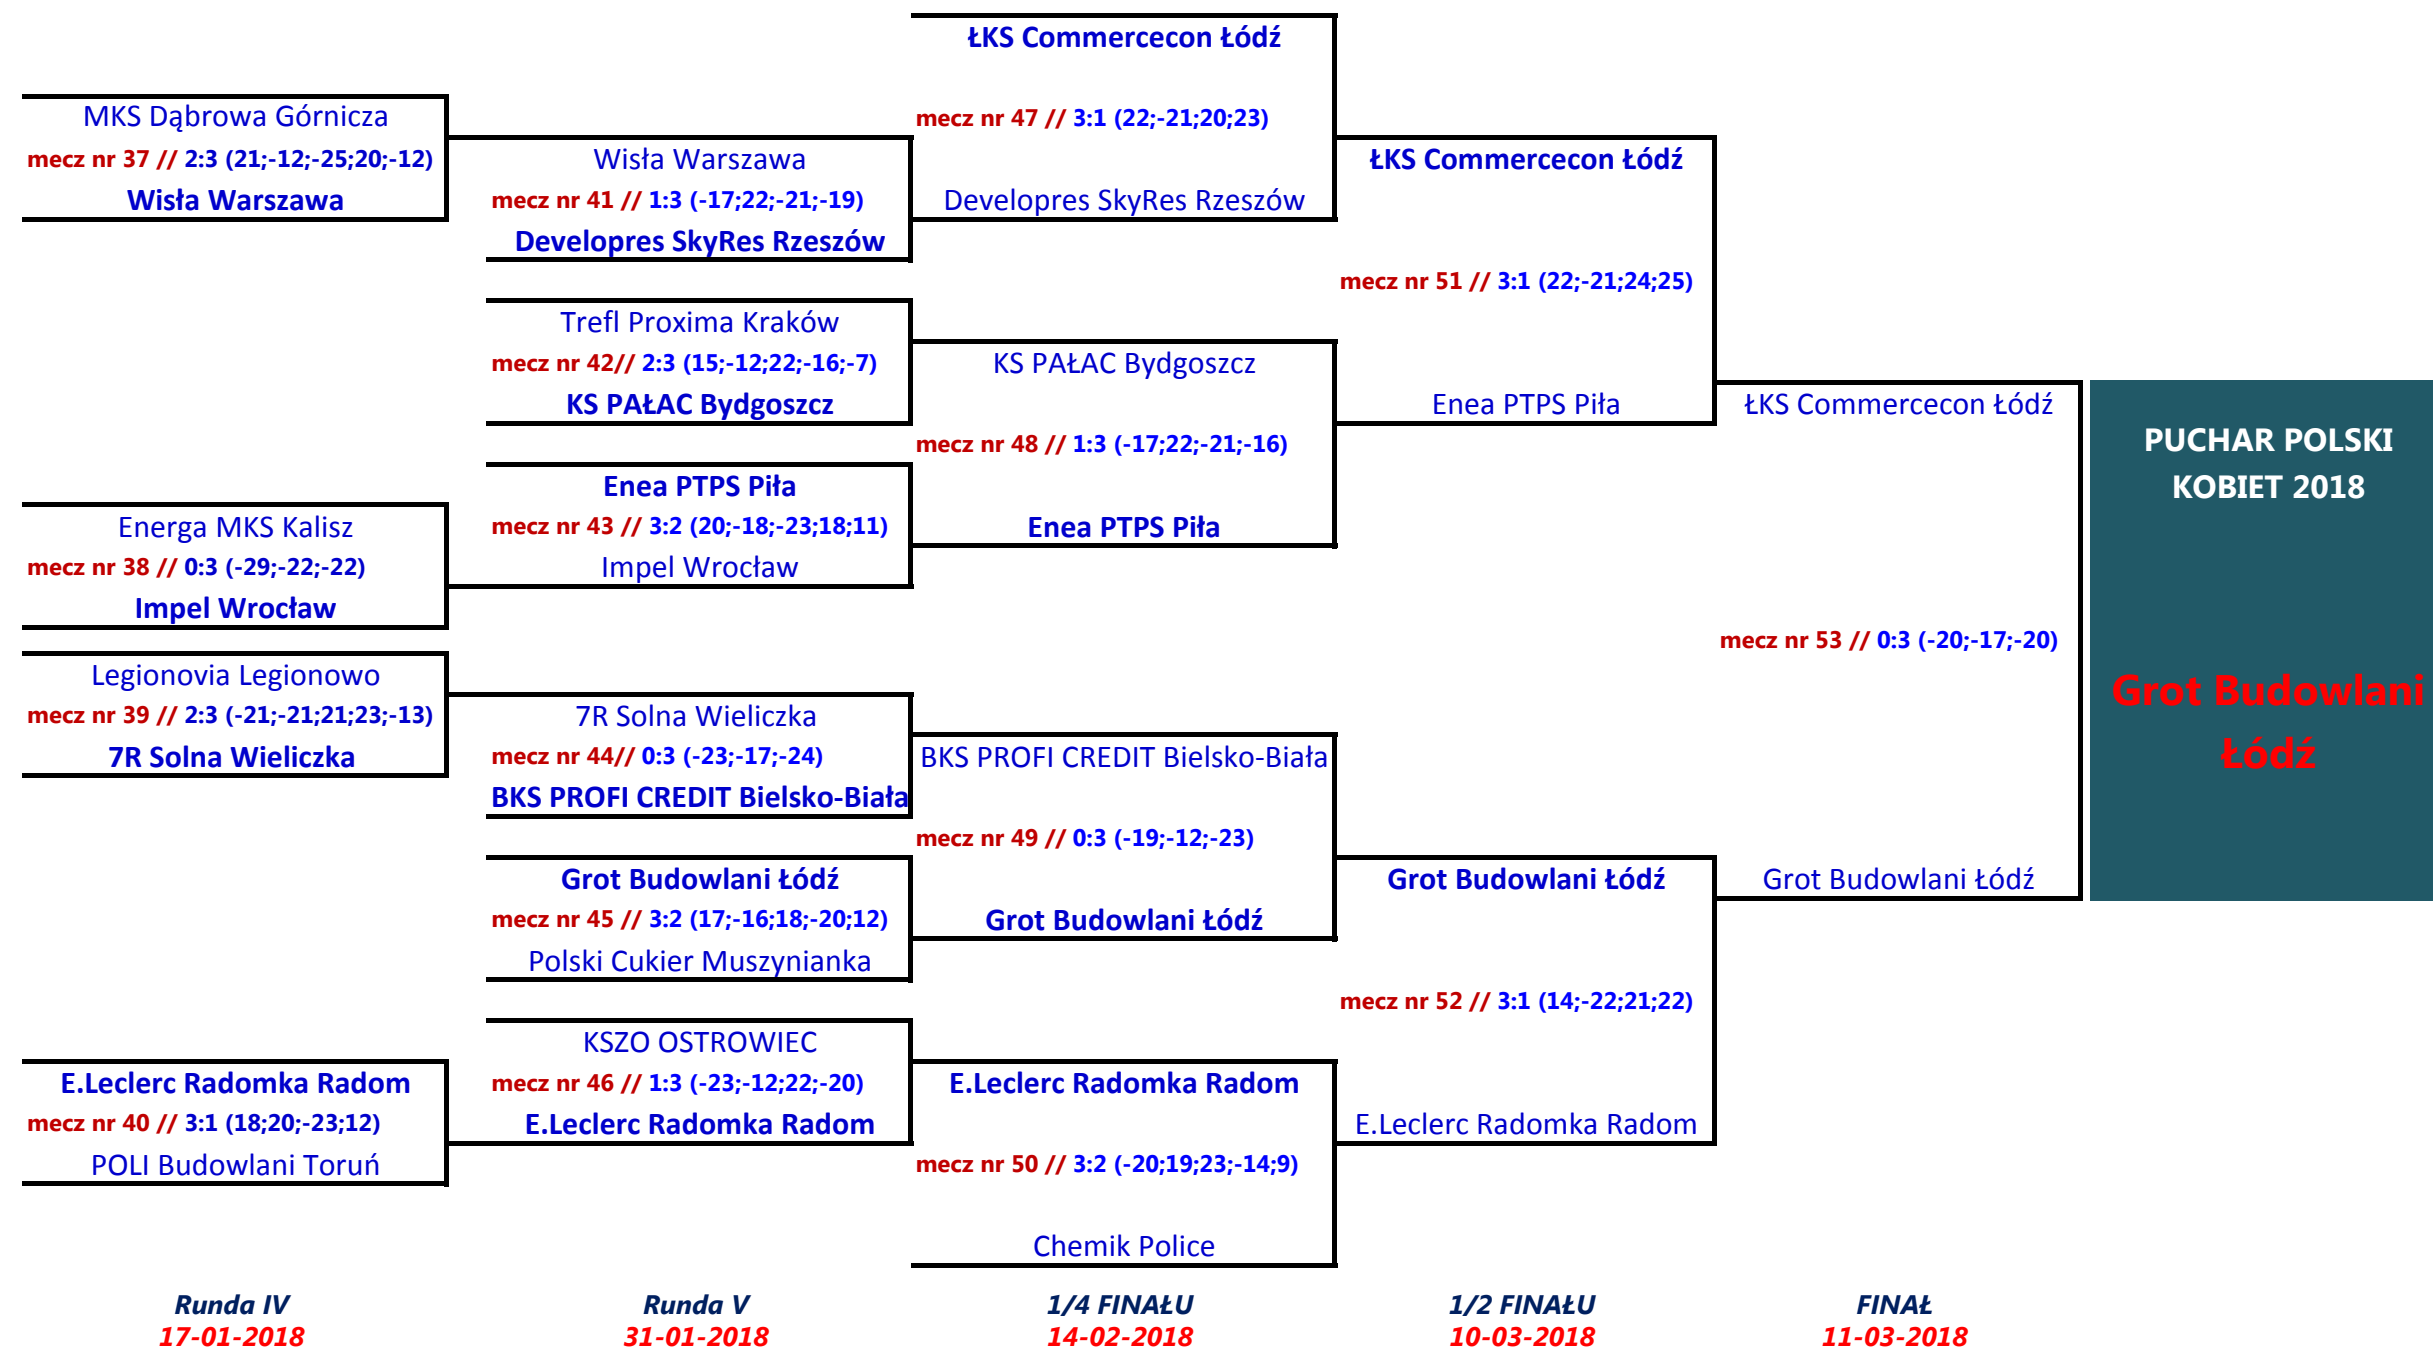 MKS Dąbrowa Górnicza
mecz nr 37 // 2:3 (21;-12;-25;20;-12)
Wisła Warszawa
Energa MKS Kalisz
mecz nr 38 // 0:3 (-29;-22;-22)
Impel Wrocław
Legionovia Legionowo
mecz nr 39 // 2:3 (-21;-21;21;23;-13)
7R Solna Wieliczka
E.Leclerc Radomka Radom
mecz nr 40 // 3:1 (18;20;-23;12)
POLI Budowlani Toruń
Runda IV
17-01-2018
Wisła Warszawa
mecz nr 41 // 1:3 (-17;22;-21;-19)
Developres SkyRes Rzeszów
Trefl Proxima Kraków
mecz nr 42// 2:3 (15;-12;22;-16;-7)
KS PAŁAC Bydgoszcz
Enea PTPS Piła
mecz nr 43 // 3:2 (20;-18;-23;18;11)
Impel Wrocław
7R Solna Wieliczka
mecz nr 44// 0:3 (-23;-17;-24)
BKS PROFI CREDIT Bielsko-Biała
Grot Budowlani Łódź
mecz nr 45 // 3:2 (17;-16;18;-20;12)
Polski Cukier Muszynianka
KSZO OSTROWIEC
mecz nr 46 // 1:3 (-23;-12;22;-20)
E.Leclerc Radomka Radom
Runda V
31-01-2018
ŁKS Commercecon Łódź
mecz nr 47 // 3:1 (22;-21;20;23)
Developres SkyRes Rzeszów
KS PAŁAC Bydgoszcz
mecz nr 48 // 1:3 (-17;22;-21;-16)
Enea PTPS Piła
BKS PROFI CREDIT Bielsko-Biała
mecz nr 49 // 0:3 (-19;-12;-23)
Grot Budowlani Łódź
E.Leclerc Radomka Radom
mecz nr 50 // 3:2 (-20;19;23;-14;9)
Chemik Police
1/4 FINAŁU
14-02-2018
ŁKS Commercecon Łódź
mecz nr 51 // 3:1 (22;-21;24;25)
Enea PTPS Piła
Grot Budowlani Łódź
mecz nr 52 // 3:1 (14;-22;21;22)
E.Leclerc Radomka Radom
1/2 FINAŁU
10-03-2018
ŁKS Commercecon Łódź
mecz nr 53 // 0:3 (-20;-17;-20)
Grot Budowlani Łódź
FINAŁ
11-03-2018
PUCHAR POLSKI
KOBIET 2018
Grot Budowlani
Łódź